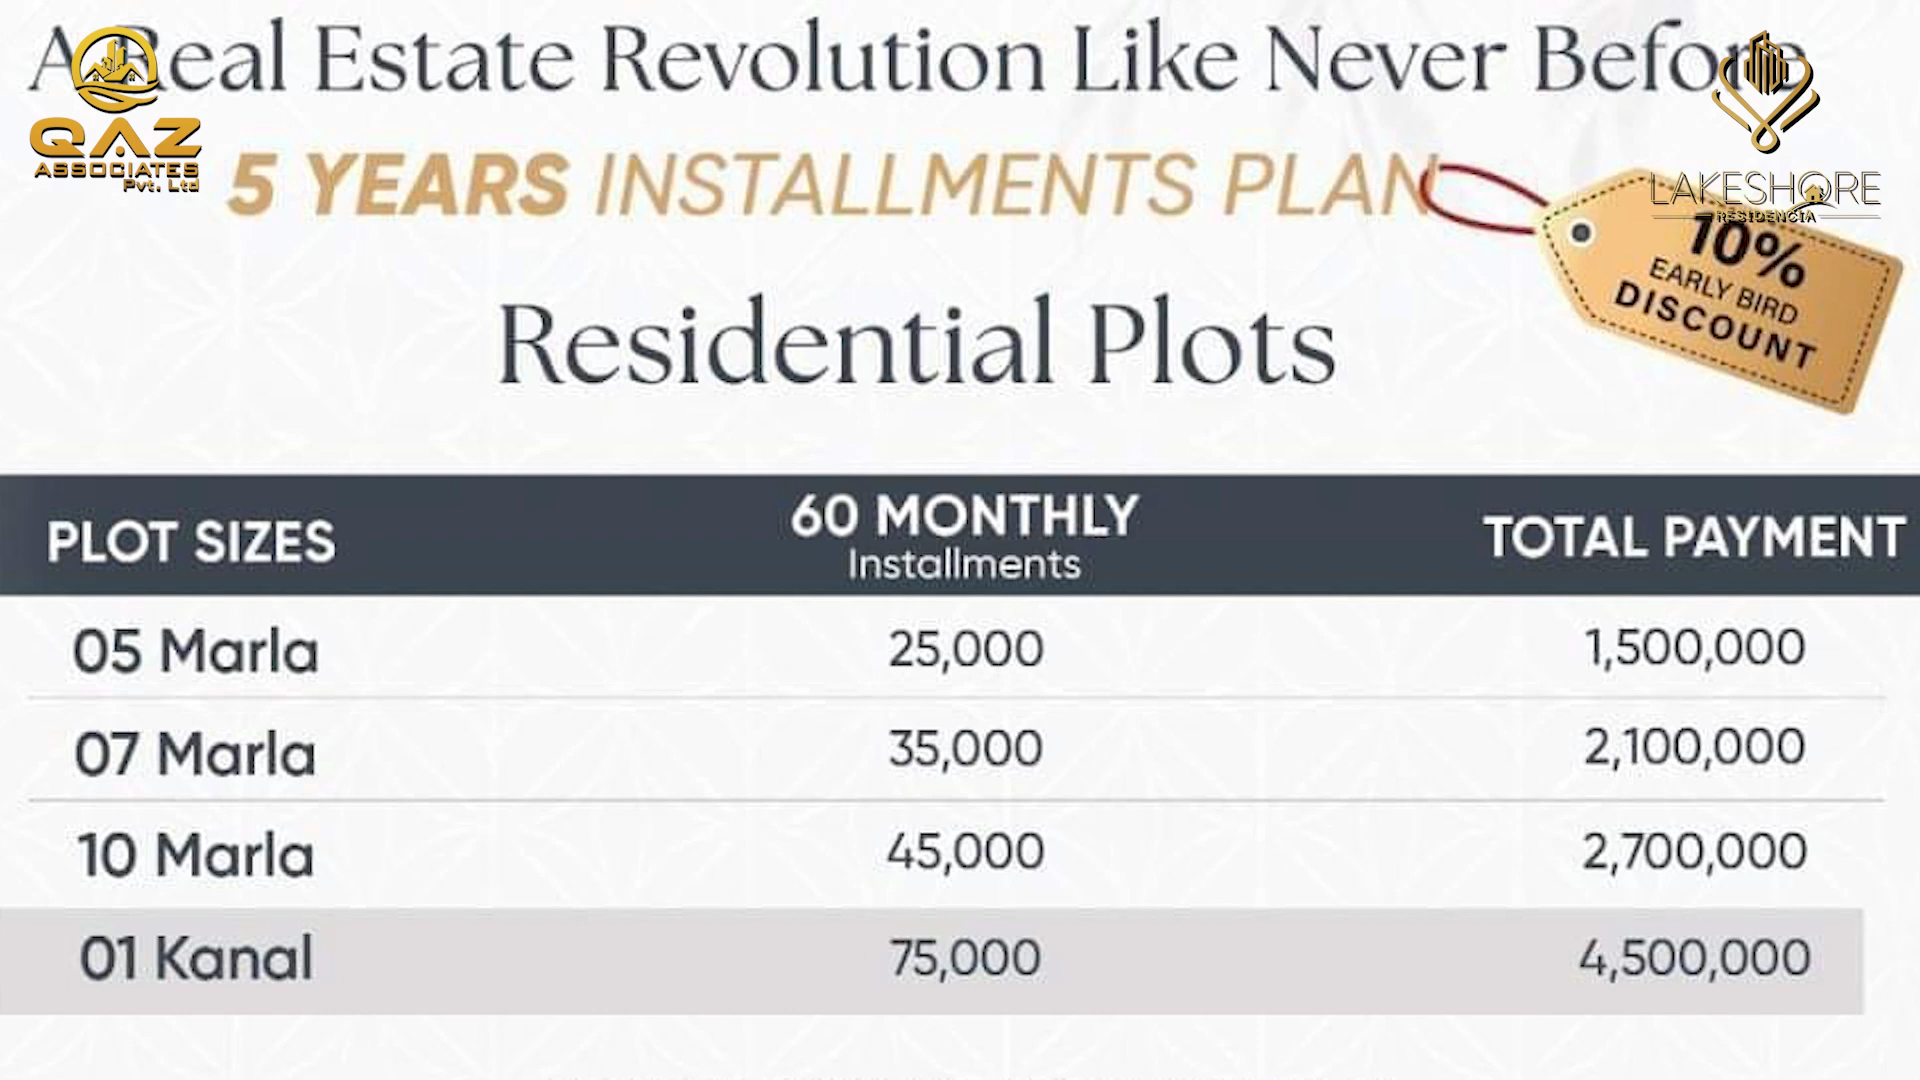 A Real Estate Revolution Like Never Before
QAZ
ASSOCIATES
Pvt. Ltd
5 YEARS INSTALLMENTS PLAN
LAKESHORE
RESIDENCIA
10%
EARLY BIRD
DISCOUNT
Residential Plots
PLOT SIZES 60 MONTHLY Installments TOTAL PAYMENT
05 Marla 25,000 1,500,000
07 Marla 35,000 2,100,000
10 Marla 45,000 2,700,000
01 Kanal 75,000 4,500,000